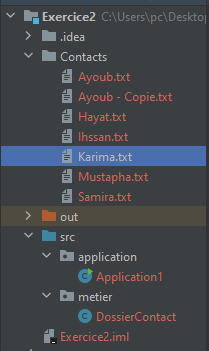 Exercice2 C:\Users\pc\Deskto
.idea
Contacts
Ayoub.txt
Ayoub - Copie.txt
Hayat.txt
Ihssan.txt
Karima.txt
Mustapha.txt
Samira.txt
out
src
application
Application1
metier
DossierContact
Exercice2.iml